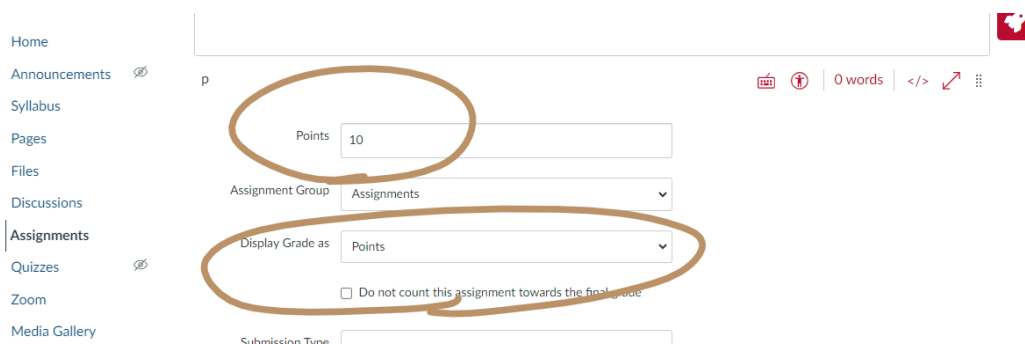 Home
Announcements
Syllabus
Pages
Files
Discussions
Assignments
Quizzes
Zoom
Media Gallery
p
0 words
</>
Points
10
Assignment Group
Assignments
Display Grade as
Points
Do not count this assignment towards the final grade
Submission Type